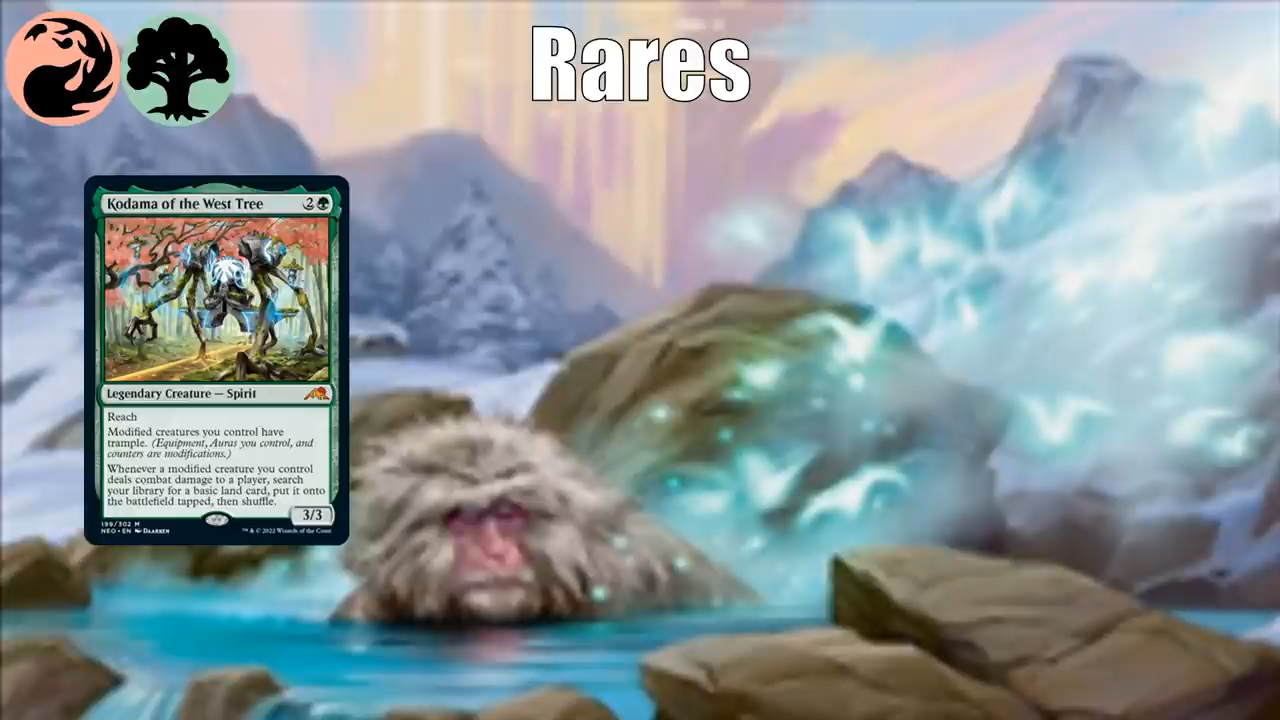 Rares
Kodama of the West Tree 2
Legendary Creature — Spirit
Reach
Modified creatures you control have
trample. (Equipment, Auras you control, and
counters are modifications.)
Whenever a modified creature you control
deals combat damage to a player, search
your library for a basic land card, put it onto
the battlefield tapped, then shuffle.
3/3
199/302 M
NEO • EN Daarken
™ & © 2022 Wizards of the Coast